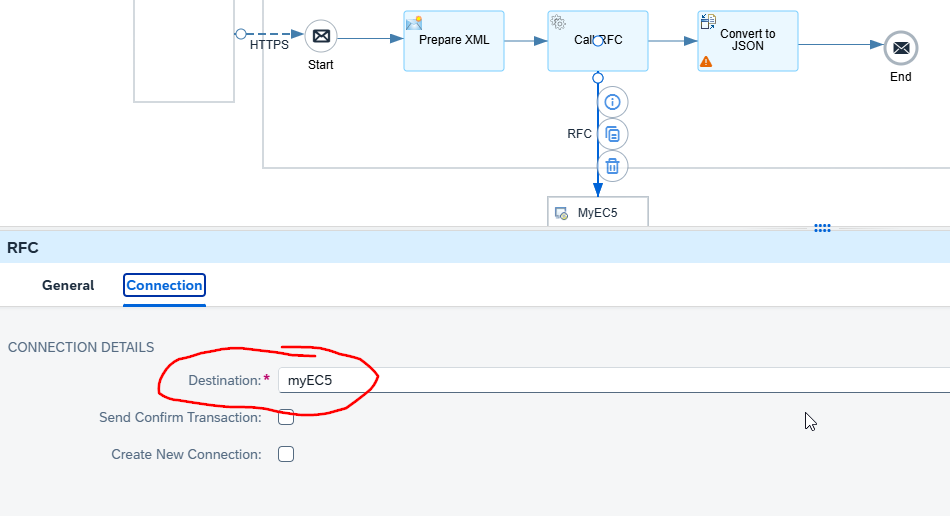 HTTPS
Start
Prepare XML
Call RFC
Convert to
JSON
End
RFC
MyEC5
RFC
General
Connection
CONNECTION DETAILS
Destination:* myEC5
Send Confirm Transaction:
Create New Connection: